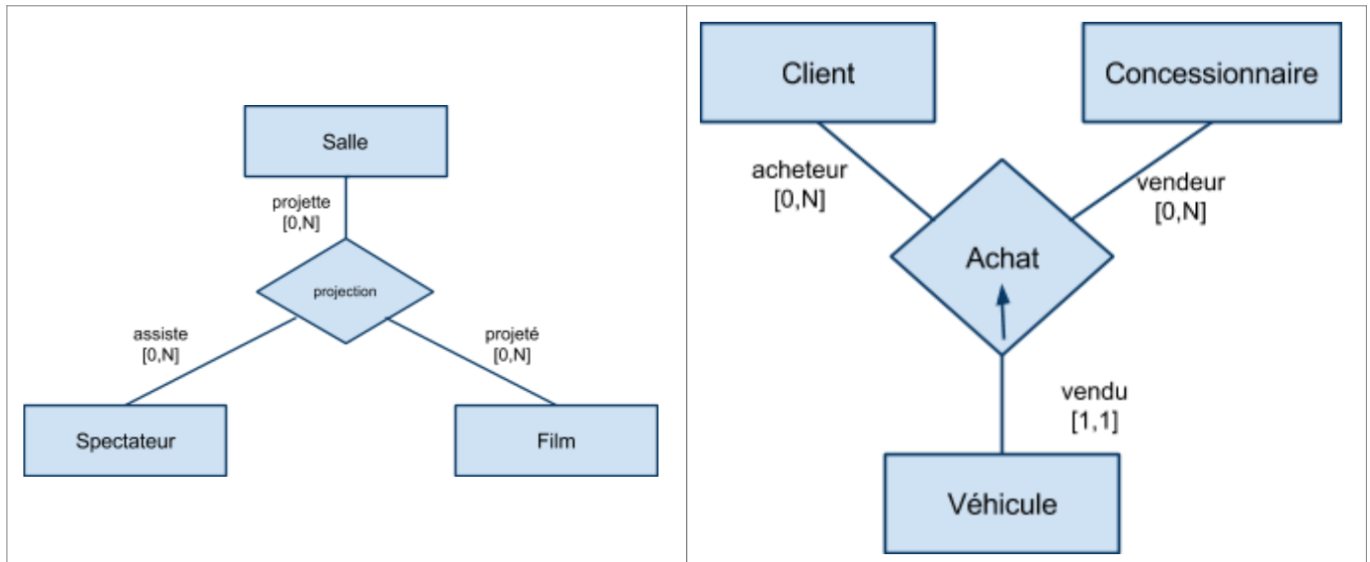 Salle
projette
[0,N]
projection
assiste
[0,N]
projeté
[0,N]
Spectateur
Film
Client
Concessionnaire
acheteur
[0,N]
vendeur
[0,N]
Achat
vendu
[1,1]
Véhicule